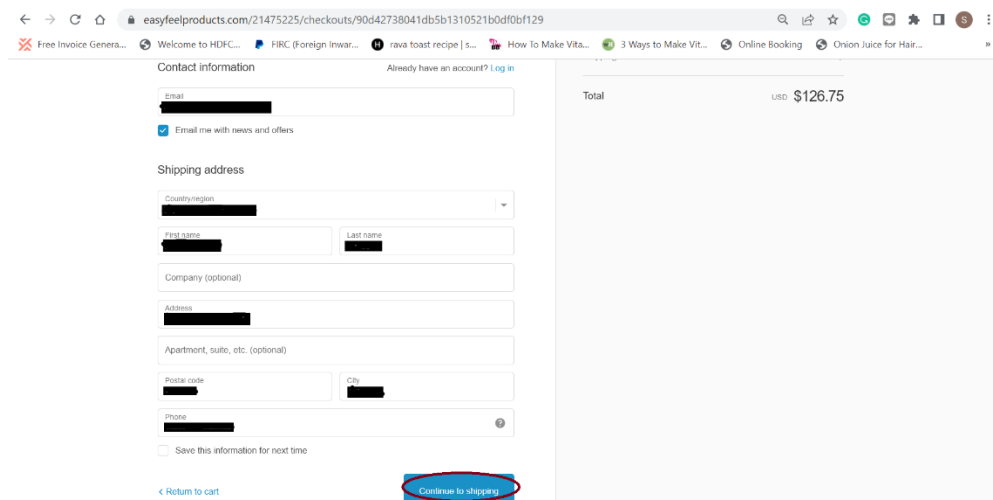 easyfeelproducts.com/21475225/checkouts/90d42738041db5b1310521b0df0bf129
S
Free Invoice Genera... Welcome to HDFC... FIRC (Foreign Inwar... H rava toast recipe | s... How To Make Vita... 3 Ways to Make Vit... Online Booking Onion Juice for Hair... »
Contact information Already have an account? Log in
Email
Email me with news and offers
Total USD $126.75
Shipping address
Country/region
First name Last name
Company (optional)
Address
Apartment, suite, etc. (optional)
Postal code City
Phone
Save this information for next time
< Return to cart Continue to shipping